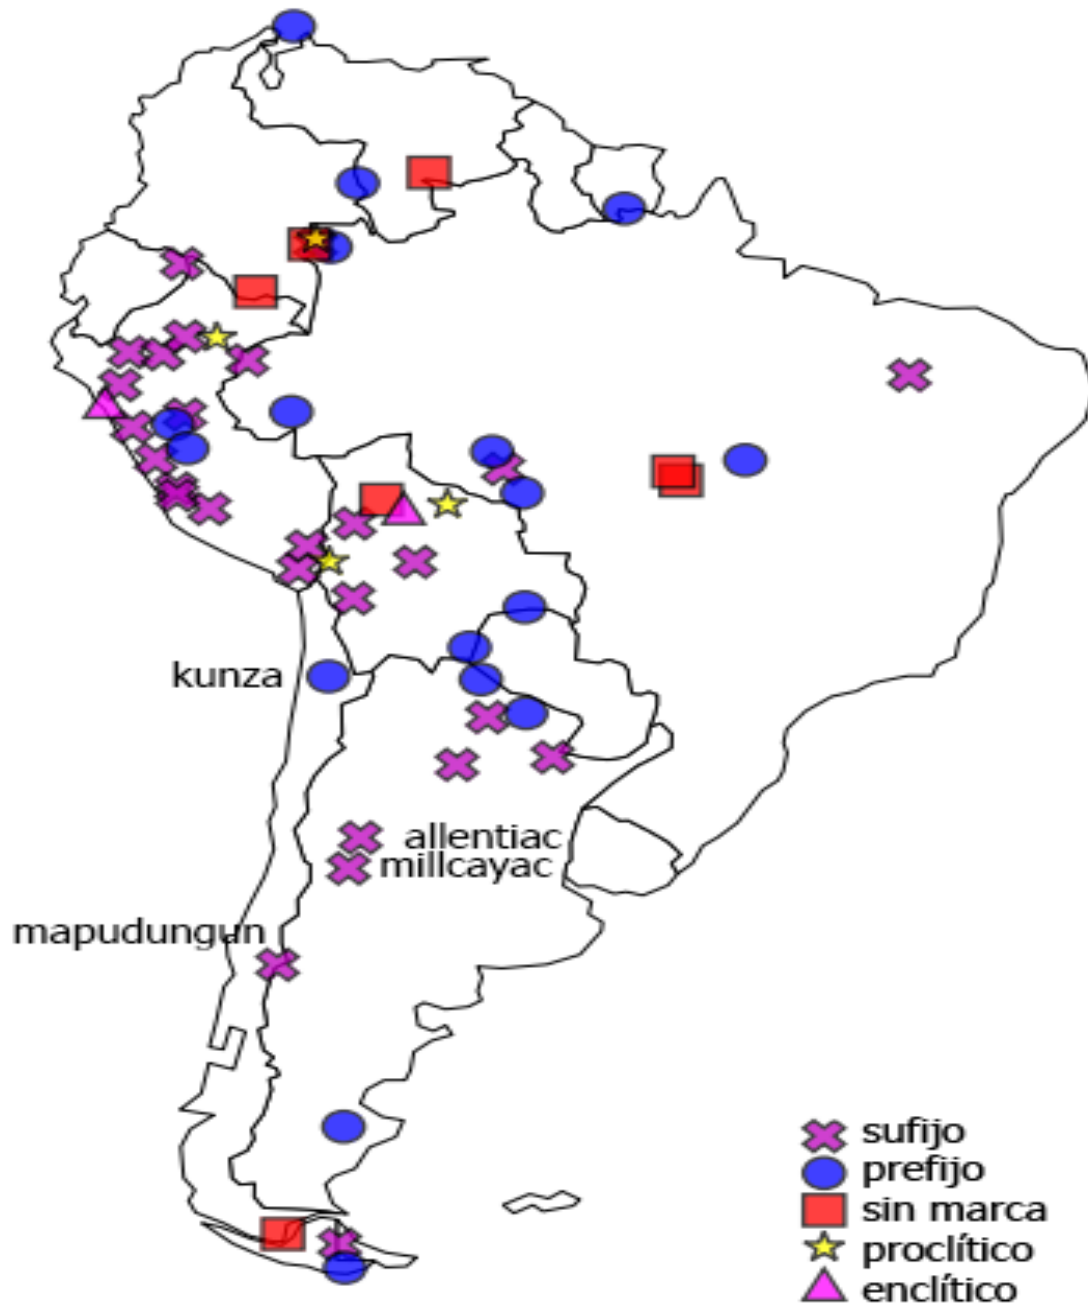 kunza
allentiac
millcayac
mapudungun
sufijo
prefijo
sin marca
proclítico
enclítico